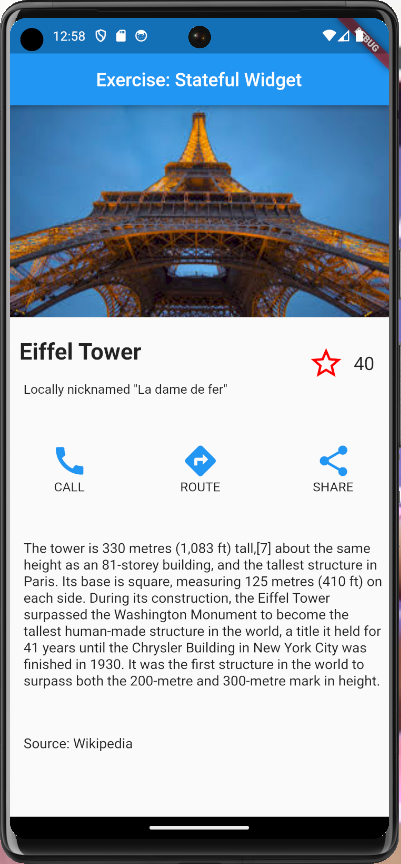 12:58
DEBUG
Exercise: Stateful Widget
Eiffel Tower
40
Locally nicknamed "La dame de fer"
CALL
ROUTE
SHARE
The tower is 330 metres (1,083 ft) tall,[7] about the same
height as an 81-storey building, and the tallest structure in
Paris. Its base is square, measuring 125 metres (410 ft) on
each side. During its construction, the Eiffel Tower
surpassed the Washington Monument to become the
tallest human-made structure in the world, a title it held for
41 years until the Chrysler Building in New York City was
finished in 1930. It was the first structure in the world to
surpass both the 200-metre and 300-metre mark in height.
Source: Wikipedia